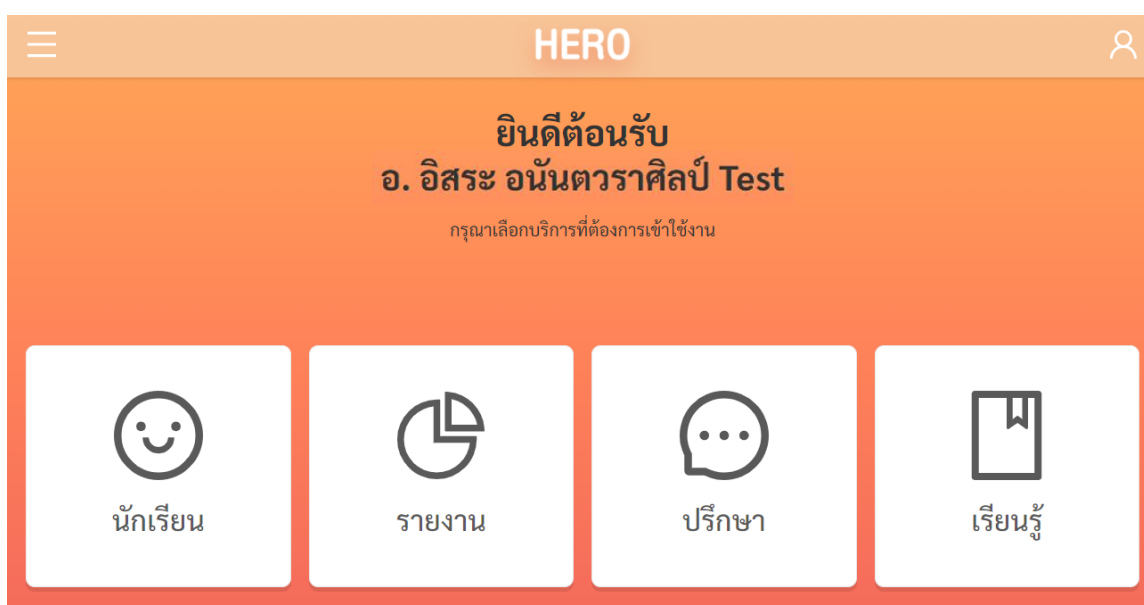 HERO
ยินดีต้อนรับ
อ. อิสระ อนันตวราศิลป์ Test
กรุณาเลือกบริการที่ต้องการเข้าใช้งาน
นักเรียน
รายงาน
ปรึกษา
เรียนรู้